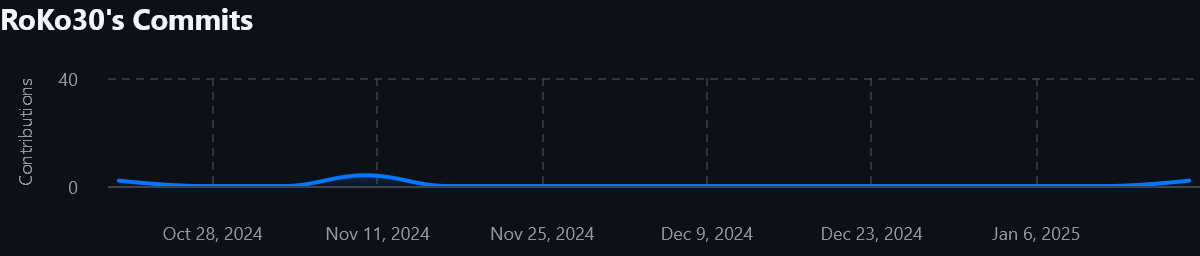 RoKo30's Commits
Contributions
40
0
Oct 28, 2024
Nov 11, 2024
Nov 25, 2024
Dec 9, 2024
Dec 23, 2024
Jan 6, 2025